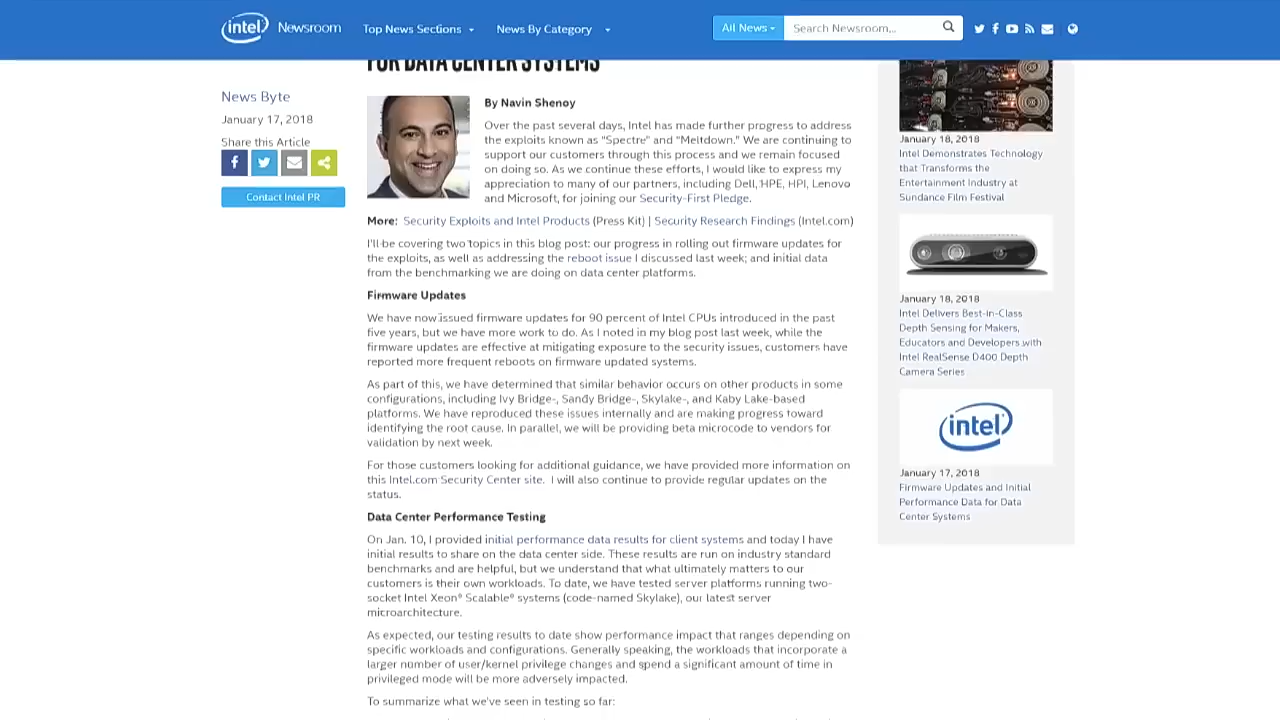 intel Newsroom Top News Sections News By Category All News Search Newsroom...
FOR DATA CENTER SYSTEMS
News Byte
January 17, 2018
Share this Article
Contact Intel PR
By Navin Shenoy
Over the past several days, Intel has made further progress to address
the exploits known as “Spectre” and “Meltdown.” We are continuing to
support our customers through this process and we remain focused
on doing so. As we continue these efforts, I would like to express my
appreciation to many of our partners, including Dell, HPE, HPI, Lenovo
and Microsoft, for joining our Security-First Pledge.
More: Security Exploits and Intel Products (Press Kit) | Security Research Findings (Intel.com)
I'll be covering two topics in this blog post: our progress in rolling out firmware updates for
the exploits, as well as addressing the reboot issue I discussed last week; and initial data
from the benchmarking we are doing on data center platforms.
Firmware Updates
We have now issued firmware updates for 90 percent of Intel CPUs introduced in the past
five years, but we have more work to do. As I noted in my blog post last week, while the
firmware updates are effective at mitigating exposure to the security issues, customers have
reported more frequent reboots on firmware updated systems.
As part of this, we have determined that similar behavior occurs on other products in some
configurations, including Ivy Bridge-, Sandy Bridge-, Skylake-, and Kaby Lake-based
platforms. We have reproduced these issues internally and are making progress toward
identifying the root cause. In parallel, we will be providing beta microcode to vendors for
validation by next week.
For those customers looking for additional guidance, we have provided more information on
this Intel.com Security Center site. I will also continue to provide regular updates on the
status.
Data Center Performance Testing
On Jan. 10, I provided initial performance data results for client systems and today I have
initial results to share on the data center side. These results are run on industry standard
benchmarks and are helpful, but we understand that what ultimately matters to our
customers is their own workloads. To date, we have tested server platforms running two-
socket Intel Xeon® Scalable® systems (code-named Skylake), our latest server
microarchitecture.
As expected, our testing results to date show performance impact that ranges depending on
specific workloads and configurations. Generally speaking, the workloads that incorporate a
larger number of user/kernel privilege changes and spend a significant amount of time in
privileged mode will be more adversely impacted.
To summarize what we've seen in testing so far:
January 18, 2018
Intel Demonstrates Technology
that Transforms the
Entertainment Industry at
Sundance Film Festival
January 18, 2018
Intel Delivers Best-in-Class
Depth Sensing for Makers,
Educators and Developers with
Intel RealSense D400 Depth
Camera Series
intel
January 17, 2018
Firmware Updates and Initial
Performance Data for Data
Center Systems